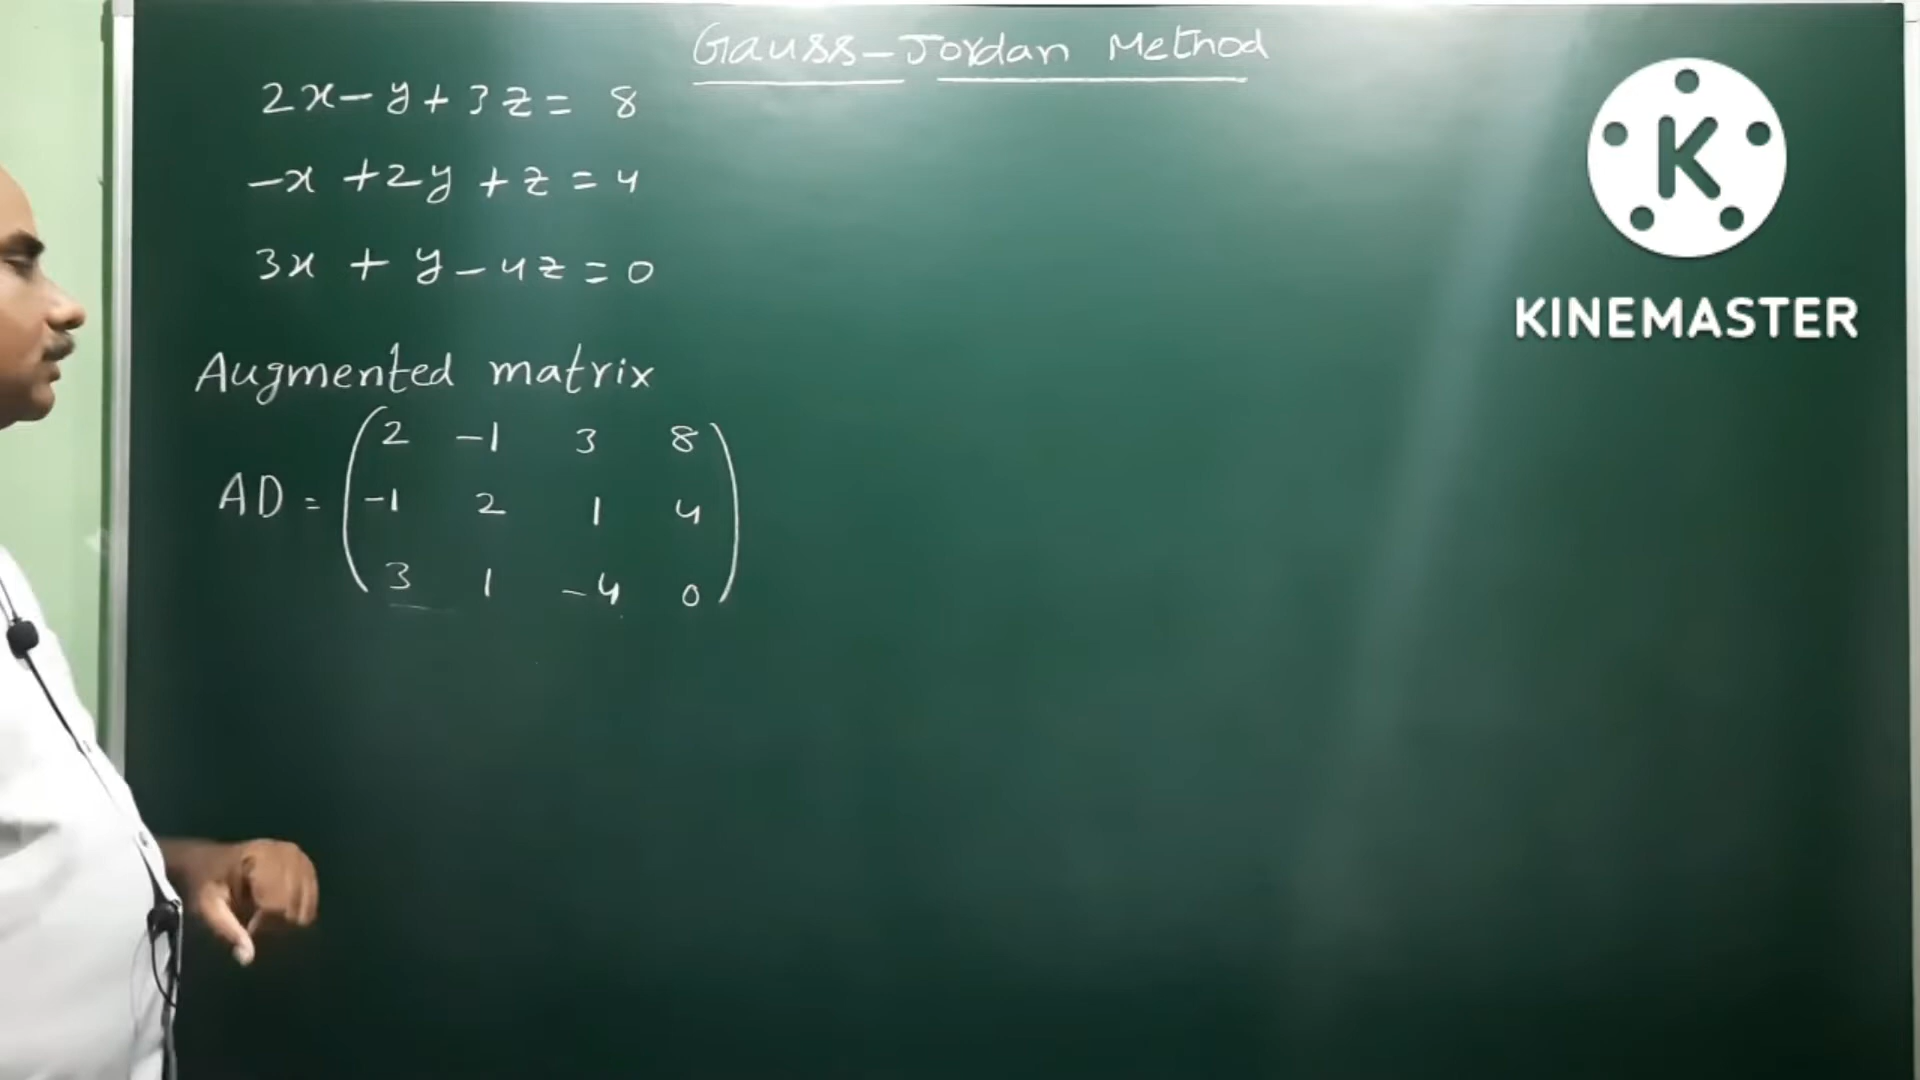 Gauss-Jordan Method
2x-y+3z= 8
-x +2y +z =4
3x + y-4z=0
Augmented matrix
2 -1 3 8
AD= -1 2 1 4
3 1 -4 0
K
KINEMASTER